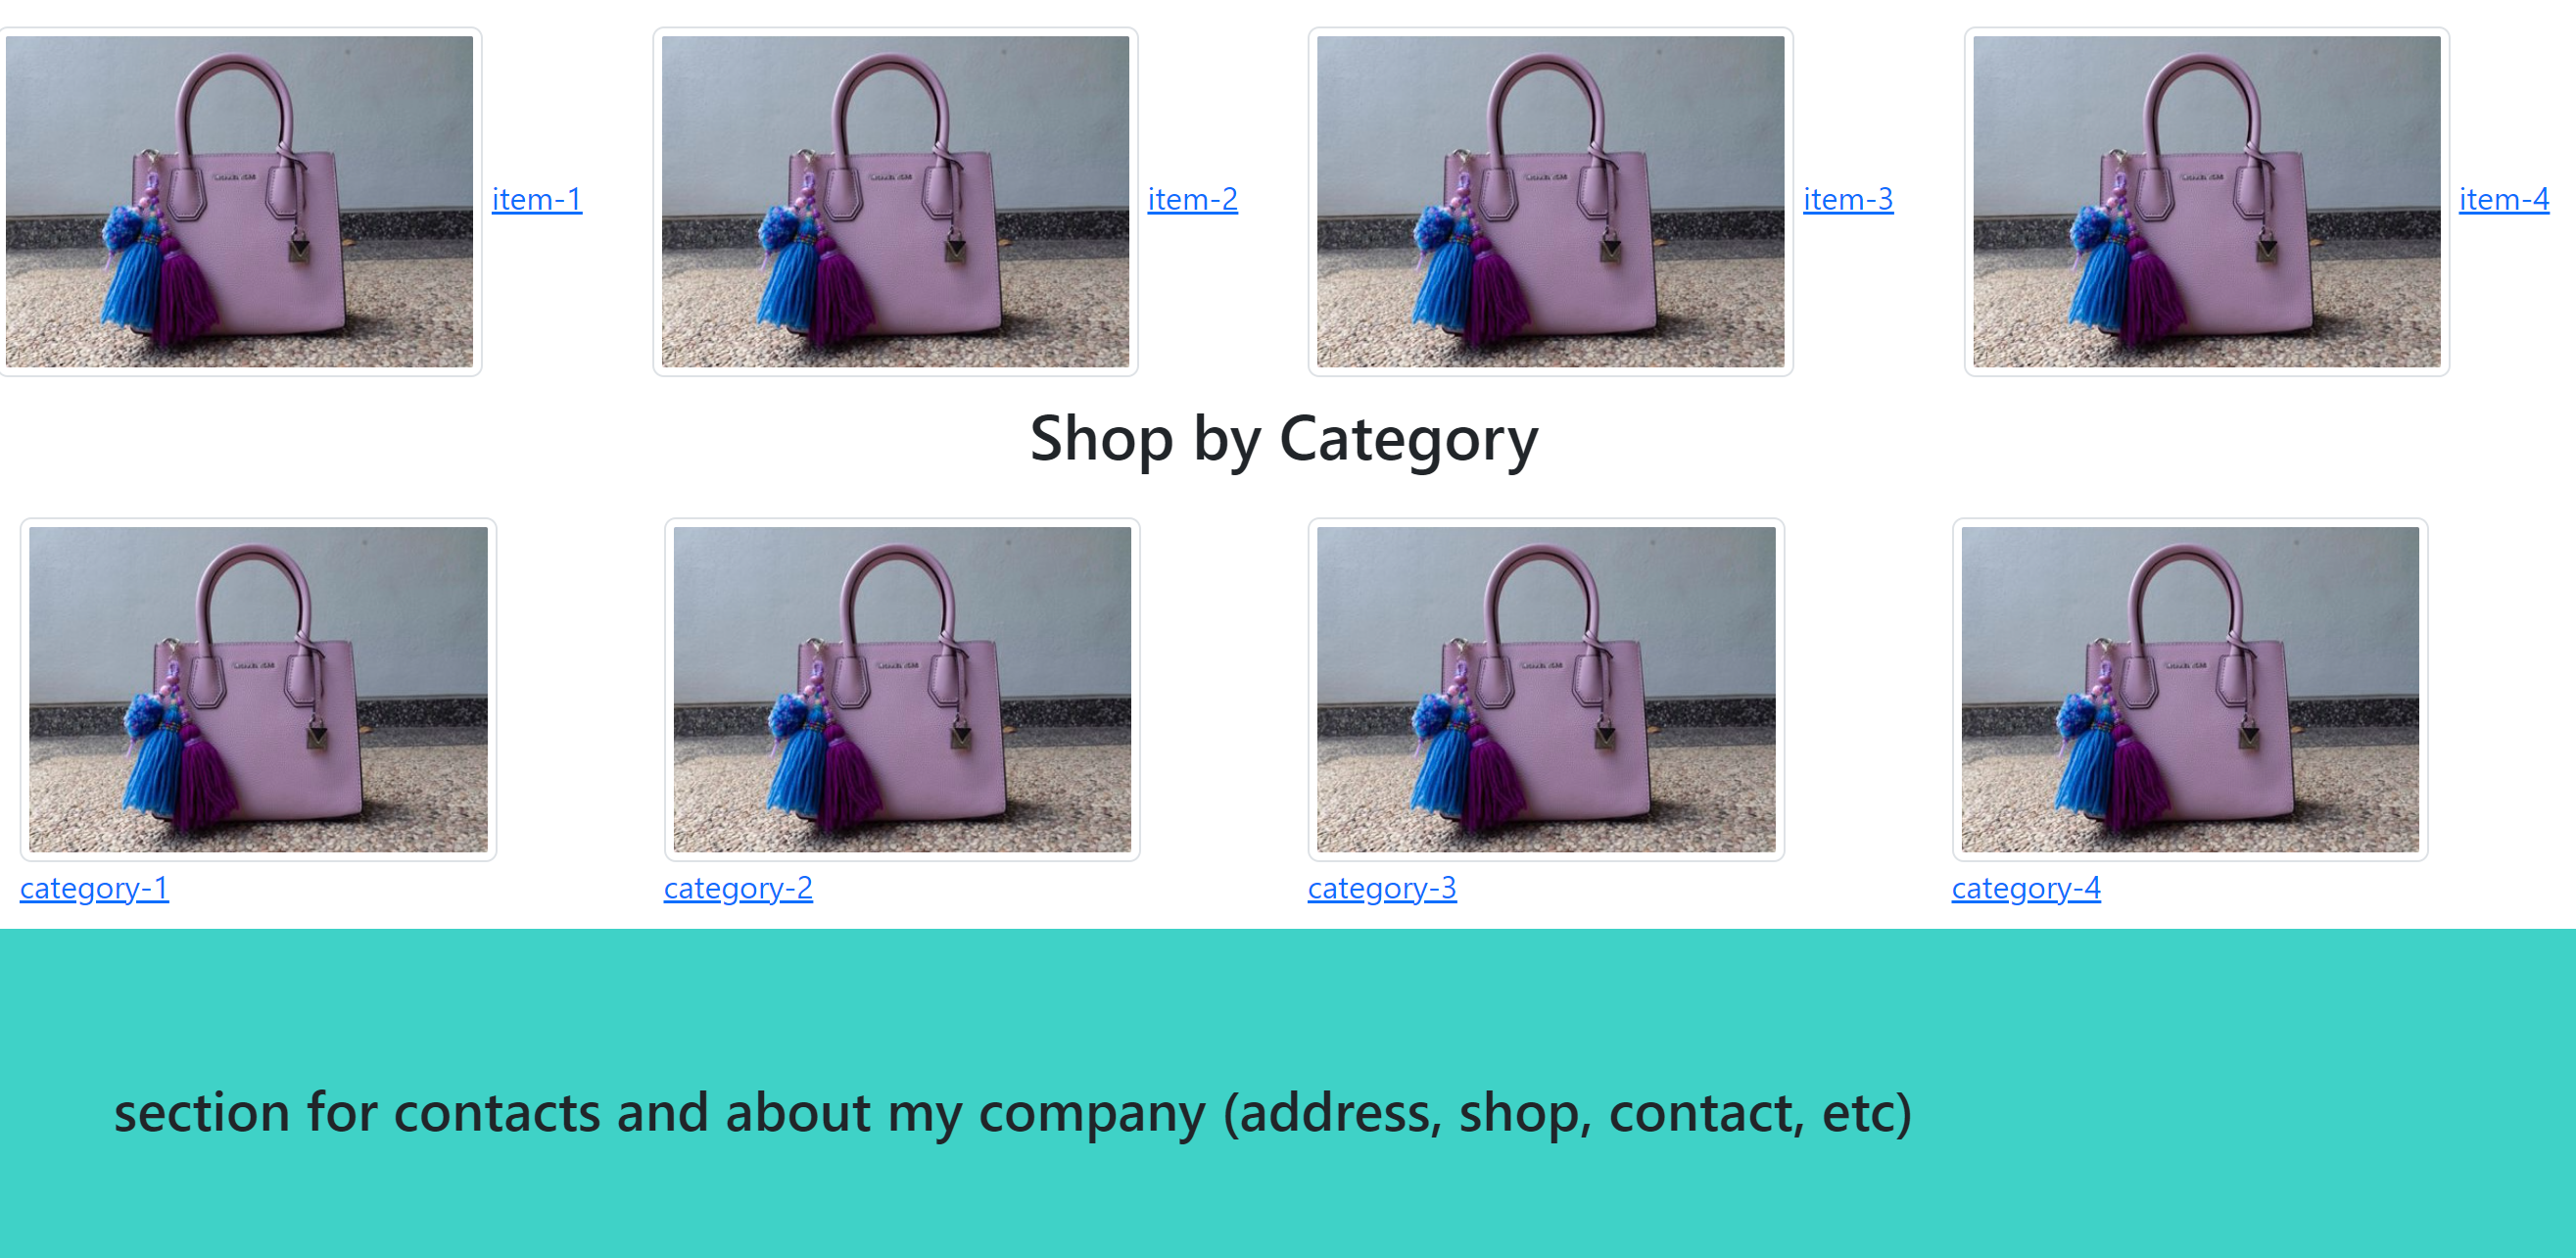 item-1 item-2 item-3 item-4
Shop by Category
category-1 category-2 category-3 category-4
section for contacts and about my company (address, shop, contact, etc)